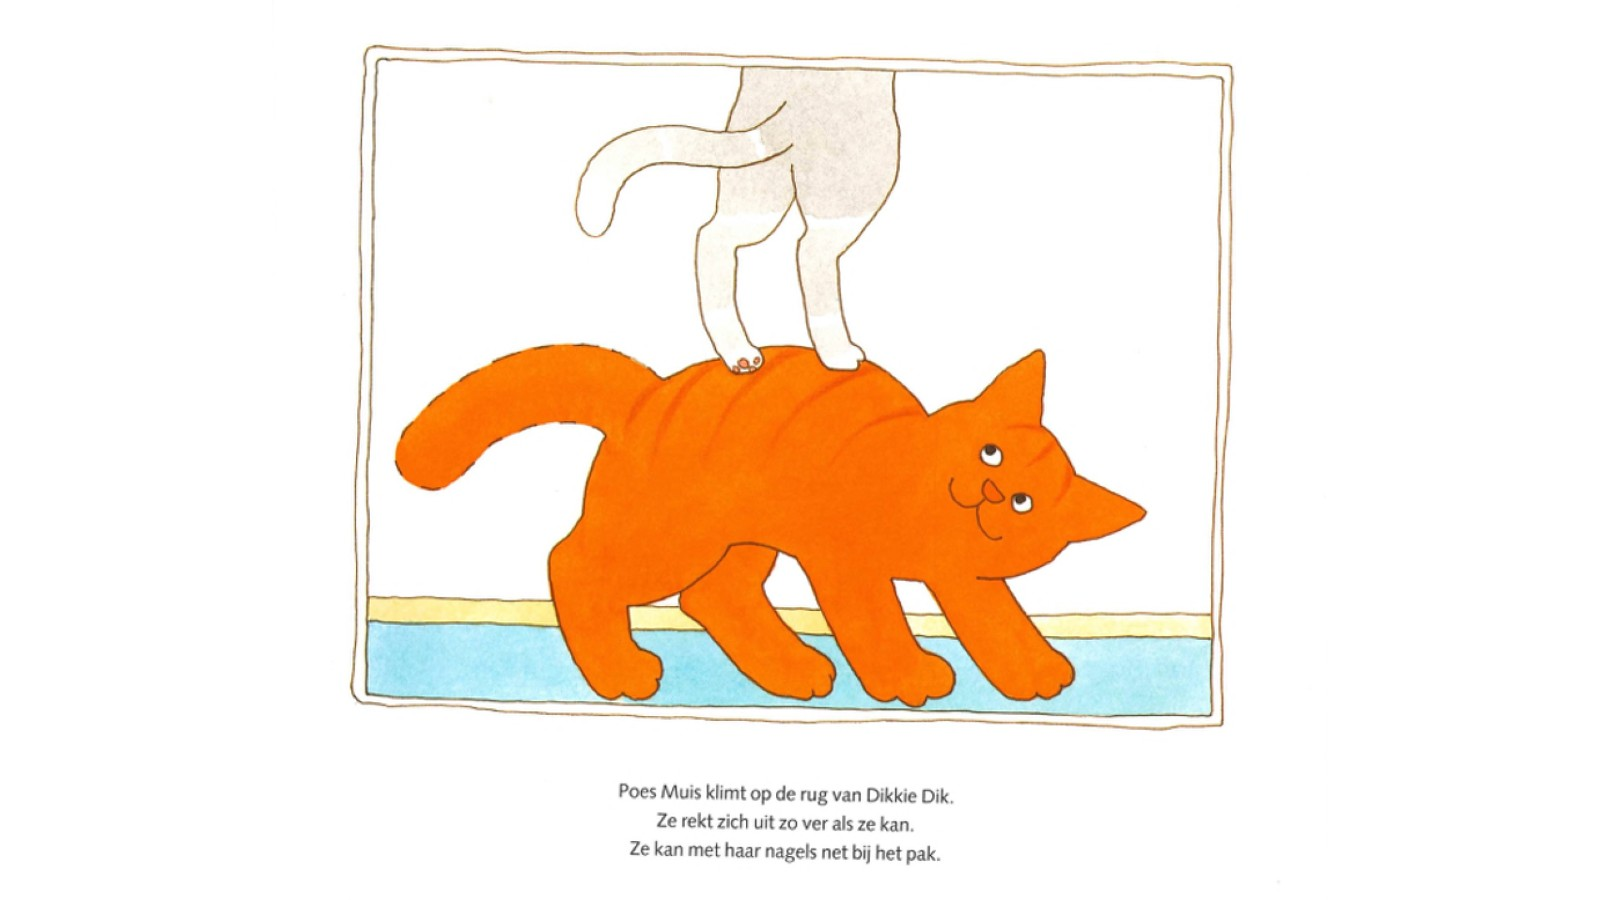 Poes Muis klimt op de rug van Dikkie Dik.
Ze rekt zich uit zo ver als ze kan.
Ze kan met haar nagels net bij het pak.